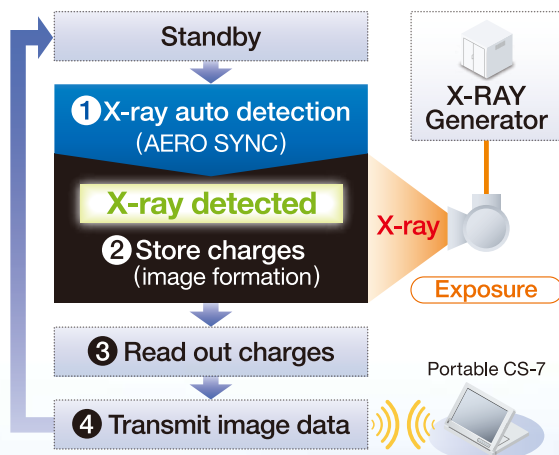 Standby
1 X-ray auto detection
(AERO SYNC)
X-ray detected
2 Store charges
(image formation)
3 Read out charges
4 Transmit image data
X-RAY
Generator
X-ray
Exposure
Portable CS-7